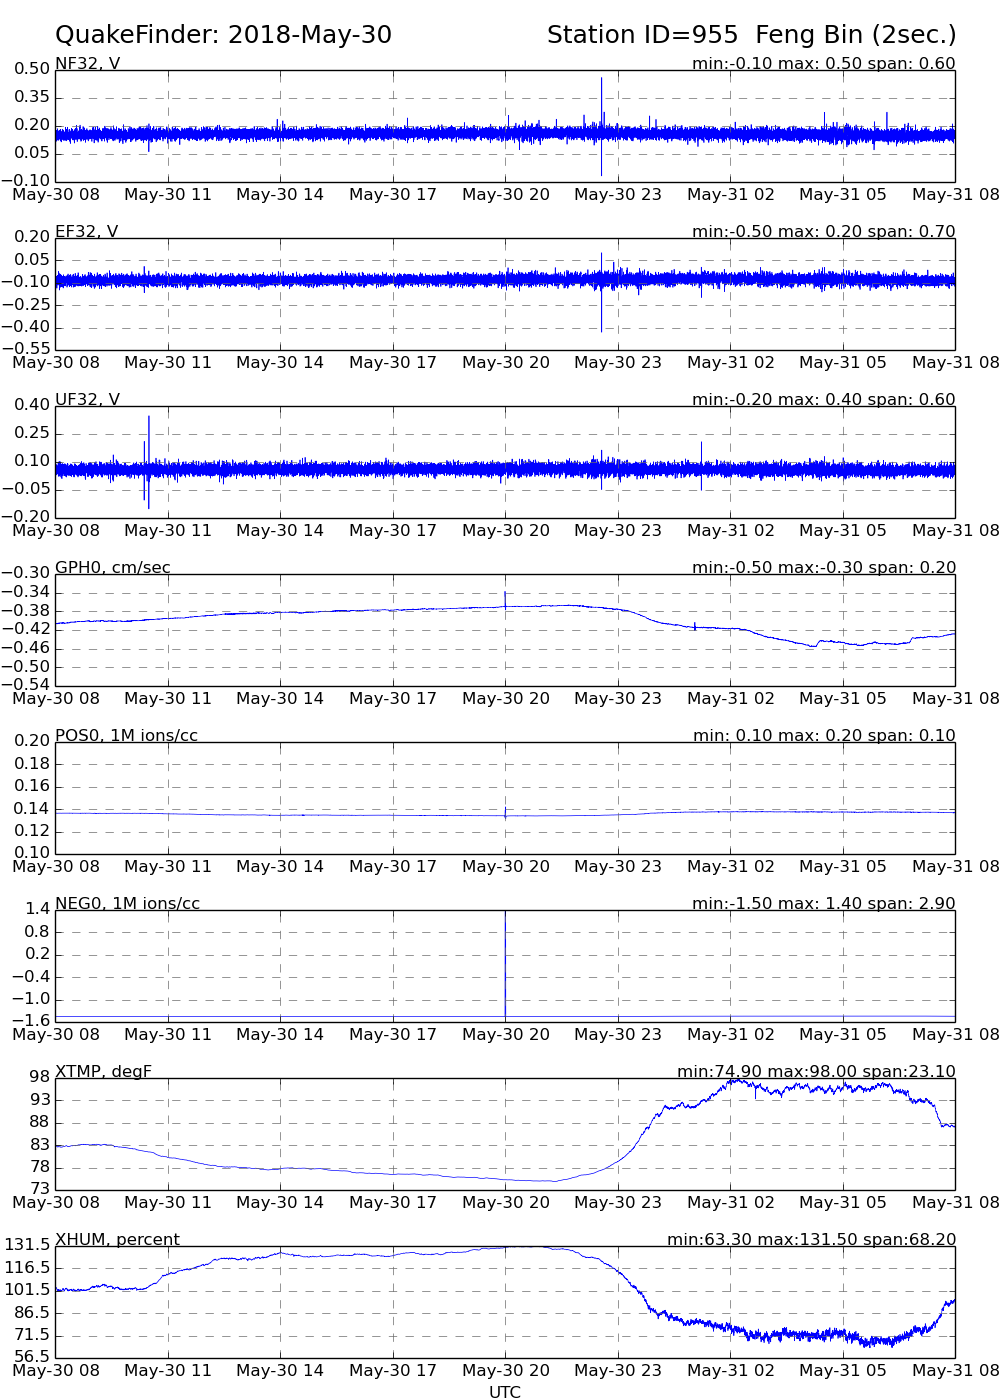 QuakeFinder: 2018-May-30 Station ID=955 Feng Bin (2sec.)
NF32, V min:-0.10 max: 0.50 span: 0.60
0.50
0.35
0.20
0.05
−0.10
May-30 08 May-30 11 May-30 14 May-30 17 May-30 20 May-30 23 May-31 02 May-31 05 May-31 08
EF32, V min:-0.50 max: 0.20 span: 0.70
0.20
0.05
−0.10
−0.25
−0.40
−0.55
May-30 08 May-30 11 May-30 14 May-30 17 May-30 20 May-30 23 May-31 02 May-31 05 May-31 08
UF32, V min:-0.20 max: 0.40 span: 0.60
0.40
0.25
0.10
−0.05
−0.20
May-30 08 May-30 11 May-30 14 May-30 17 May-30 20 May-30 23 May-31 02 May-31 05 May-31 08
GPH0, cm/sec min:-0.50 max:-0.30 span: 0.20
−0.30
−0.34
−0.38
−0.42
−0.46
−0.50
−0.54
May-30 08 May-30 11 May-30 14 May-30 17 May-30 20 May-30 23 May-31 02 May-31 05 May-31 08
POS0, 1M ions/cc min: 0.10 max: 0.20 span: 0.10
0.20
0.18
0.16
0.14
0.12
0.10
May-30 08 May-30 11 May-30 14 May-30 17 May-30 20 May-30 23 May-31 02 May-31 05 May-31 08
NEG0, 1M ions/cc min:-1.50 max: 1.40 span: 2.90
1.4
0.8
0.2
−0.4
−1.0
−1.6
May-30 08 May-30 11 May-30 14 May-30 17 May-30 20 May-30 23 May-31 02 May-31 05 May-31 08
XTMP, degF min:74.90 max:98.00 span:23.10
98
93
88
83
78
73
May-30 08 May-30 11 May-30 14 May-30 17 May-30 20 May-30 23 May-31 02 May-31 05 May-31 08
XHUM, percent min:63.30 max:131.50 span:68.20
131.5
116.5
101.5
86.5
71.5
56.5
May-30 08 May-30 11 May-30 14 May-30 17 May-30 20 May-30 23 May-31 02 May-31 05 May-31 08
UTC